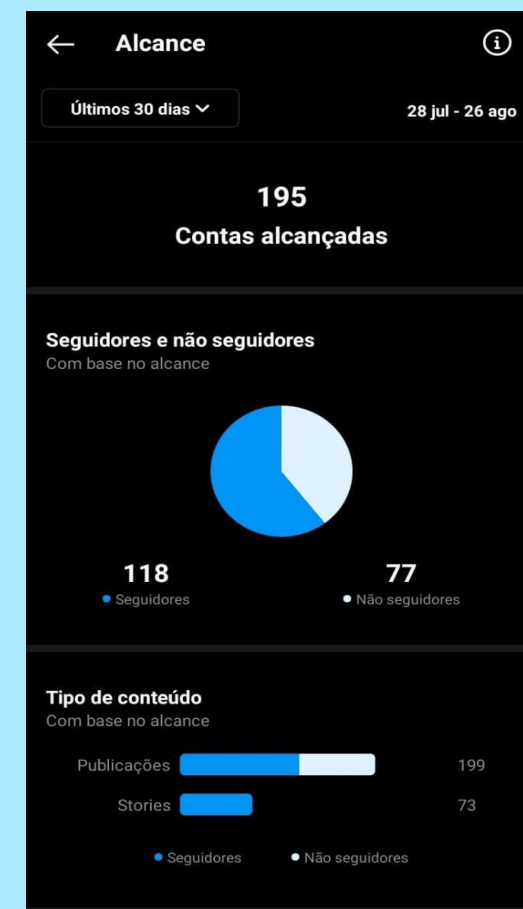 Alcance
Últimos 30 dias
28 jul - 26 ago
195
Contas alcançadas
Seguidores e não seguidores
Com base no alcance
118
77
Seguidores
Não seguidores
Tipo de conteúdo
Com base no alcance
Publicações 199
Stories 73
Seguidores
Não seguidores